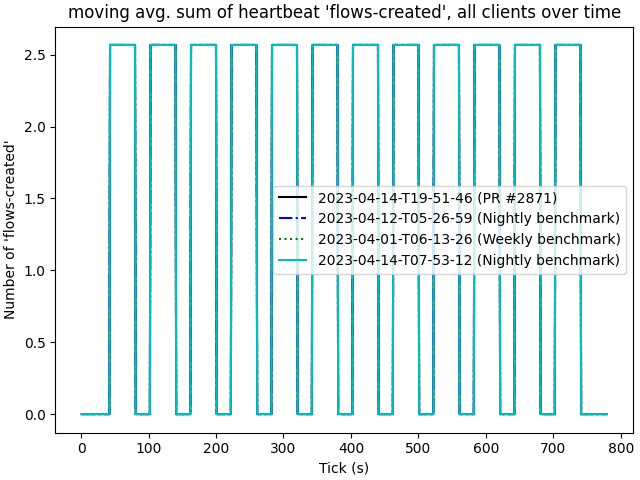 moving avg. sum of heartbeat 'flows-created', all clients over time
Number of 'flows-created'
2.5
2.0
1.5
1.0
0.5
0.0
2023-04-14-T19-51-46 (PR #2871)
2023-04-12-T05-26-59 (Nightly benchmark)
2023-04-01-T06-13-26 (Weekly benchmark)
2023-04-14-T07-53-12 (Nightly benchmark)
0 100 200 300 400 500 600 700 800
Tick (s)